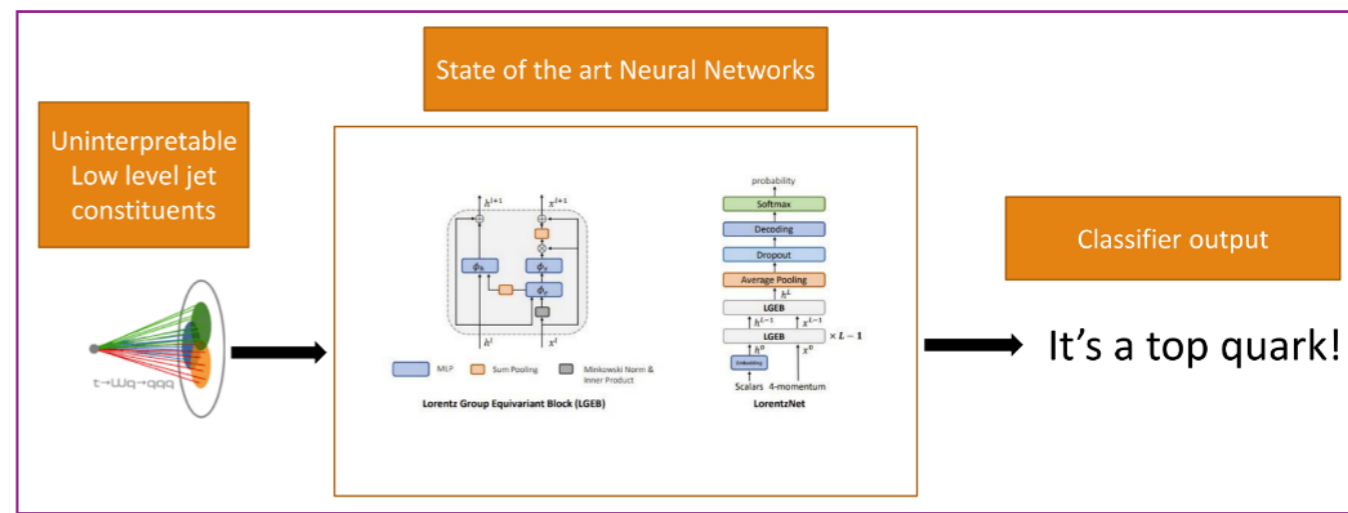 State of the art Neural Networks
Uninterpretable
Low level jet
constituents
t→Wq→qqq
h^{l+1}
x^{l+1}
ϕ_h
ϕ_x
ϕ_e
h^l
x^l
MLP
Sum Pooling
Minkowski Norm &
Inner Product
Lorentz Group Equivariant Block (LGEB)
probability
Softmax
Decoding
Dropout
Average Pooling
h^L
LGEB
h^{L−1}
x^{L−1}
LGEB
× L − 1
h^0
x^0
Embedding
Scalars 4-momentum
LorentzNet
Classifier output
It's a top quark!